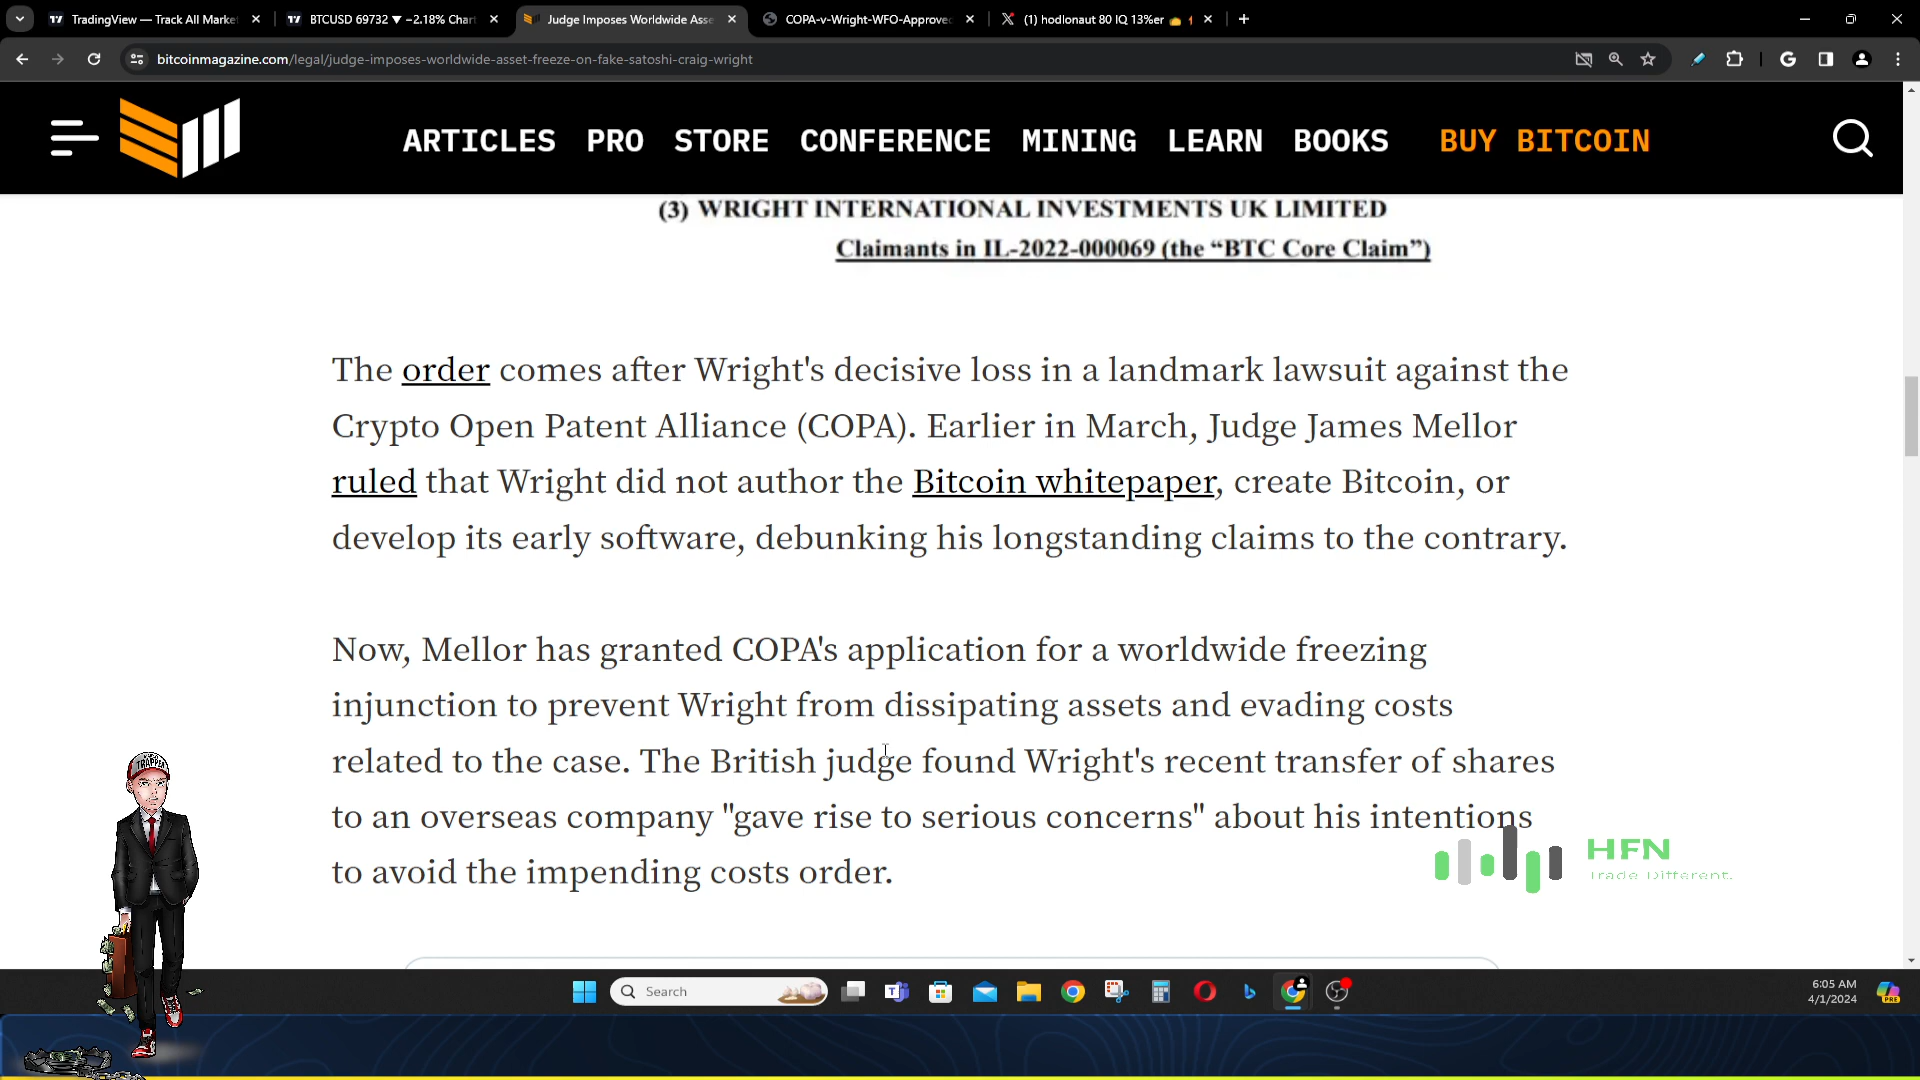 TradingView — Track All Marke
BTCUSD 69732 ▼ −2.18% Chart
Judge Imposes Worldwide Asse
COPA-v-Wright-WFO-Approved
(1) hodlonaut 80 IQ 13%er
bitcoinmagazine.com/legal/judge-imposes-worldwide-asset-freeze-on-fake-satoshi-craig-wright
ARTICLES PRO STORE CONFERENCE MINING LEARN BOOKS BUY BITCOIN
(3) WRIGHT INTERNATIONAL INVESTMENTS UK LIMITED
Claimants in IL-2022-000069 (the “BTC Core Claim”)
The order comes after Wright's decisive loss in a landmark lawsuit against the
Crypto Open Patent Alliance (COPA). Earlier in March, Judge James Mellor
ruled that Wright did not author the Bitcoin whitepaper, create Bitcoin, or
develop its early software, debunking his longstanding claims to the contrary.
Now, Mellor has granted COPA's application for a worldwide freezing
injunction to prevent Wright from dissipating assets and evading costs
related to the case. The British judge found Wright's recent transfer of shares
to an overseas company "gave rise to serious concerns" about his intentions
to avoid the impending costs order.
TRAPPER
HFN
Trade Different.
Search
6:05 AM
4/1/2024
PRE